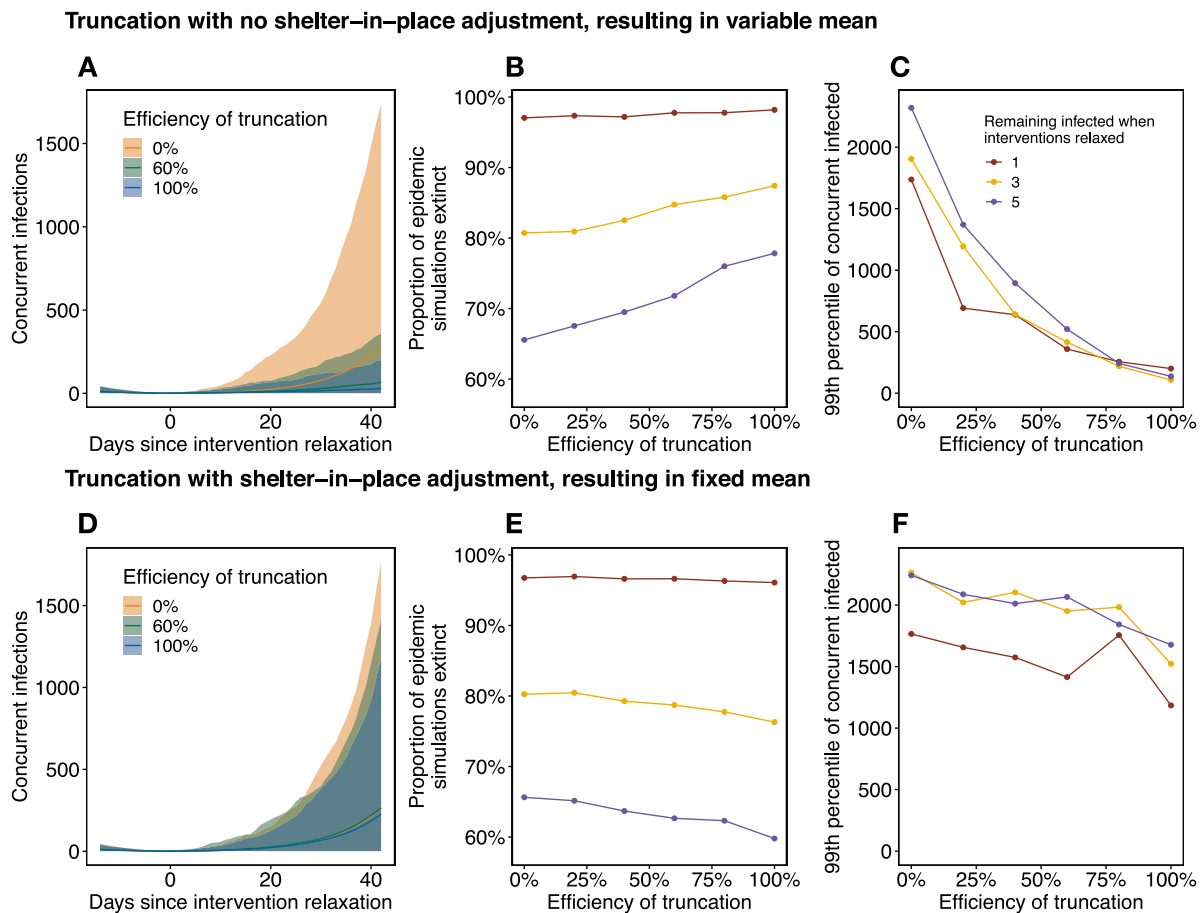 Truncation with no shelter–in–place adjustment, resulting in variable mean
A
Concurrent infections
1500
1000
500
0
Efficiency of truncation
0%
60%
100%
0
20
40
Days since intervention relaxation
B
Proportion of epidemic
simulations extinct
100%
90%
80%
70%
60%
0%
25%
50%
75%
100%
Efficiency of truncation
C
99th percentile of concurrent infected
2000
1500
1000
500
0
Remaining infected when
interventions relaxed
1
3
5
0%
25%
50%
75%
100%
Efficiency of truncation
Truncation with shelter–in–place adjustment, resulting in fixed mean
D
Concurrent infections
1500
1000
500
0
Efficiency of truncation
0%
60%
100%
0
20
40
Days since intervention relaxation
E
Proportion of epidemic
simulations extinct
100%
90%
80%
70%
60%
0%
25%
50%
75%
100%
Efficiency of truncation
F
99th percentile of concurrent infected
2000
1500
1000
500
0
0%
25%
50%
75%
100%
Efficiency of truncation